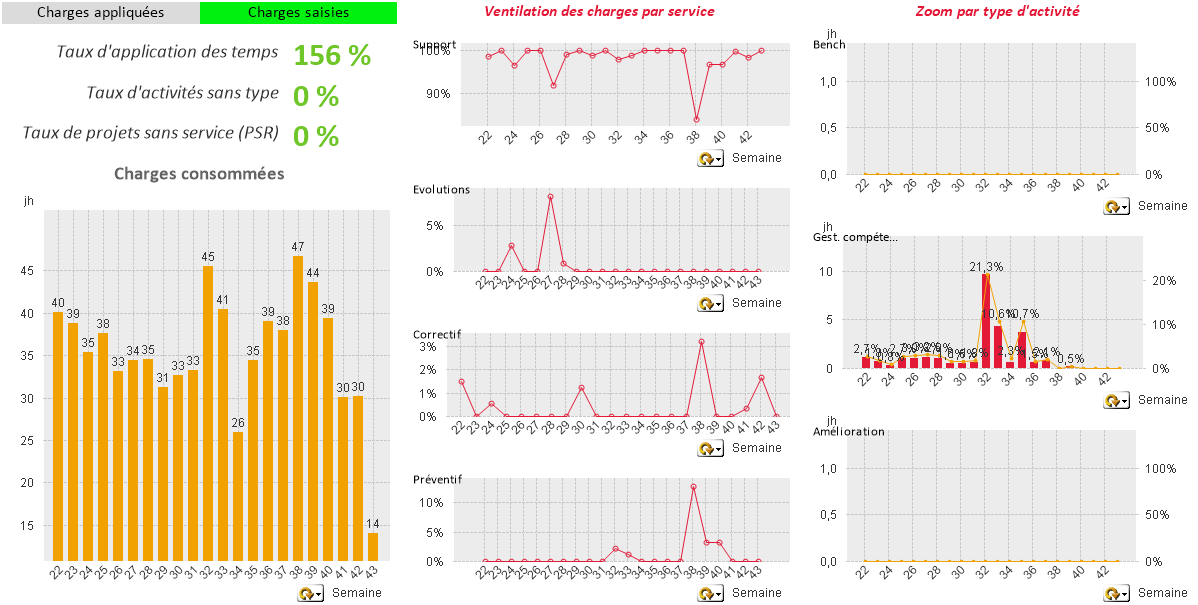 Charges appliquées
Charges saisies
Taux d'application des temps 156 %
Taux d'activités sans type 0 %
Taux de projets sans service (PSR) 0 %
Charges consommées
jh
45
40
35
30
25
20
15
40 39 35 38 33 34 35 31 33 33 45 41 26 35 39 38 47 44 39 30 30 14
22 23 24 25 26 27 28 29 30 31 32 33 34 35 36 37 38 39 40 41 42 43
Semaine
Ventilation des charges par service
Support
100%
90%
22 24 26 28 30 32 34 36 38 40 42
Semaine
Evolutions
5%
0%
22 23 24 25 26 27 28 29 30 31 32 33 34 35 36 37 38 39 40 41 42 43
Semaine
Correctif
3%
2%
1%
0%
22 23 24 25 26 27 28 29 30 31 32 33 34 35 36 37 38 39 40 41 42 43
Semaine
Préventif
10%
5%
0%
22 23 24 25 26 27 28 29 30 31 32 33 34 35 36 37 38 39 40 41 42 43
Semaine
Zoom par type d'activité
jh
Bench
1,0
0,5
0,0
100%
50%
0%
22 24 26 28 30 32 34 36 38 40 42
Semaine
jh
Gest. compéte...
10
5
0
20%
10%
0%
21,3%
10,6%
2,3%
0,5%
22 24 26 28 30 32 34 36 38 40 42
Semaine
jh
Amélioration
1,0
0,5
0,0
100%
50%
0%
22 24 26 28 30 32 34 36 38 40 42
Semaine